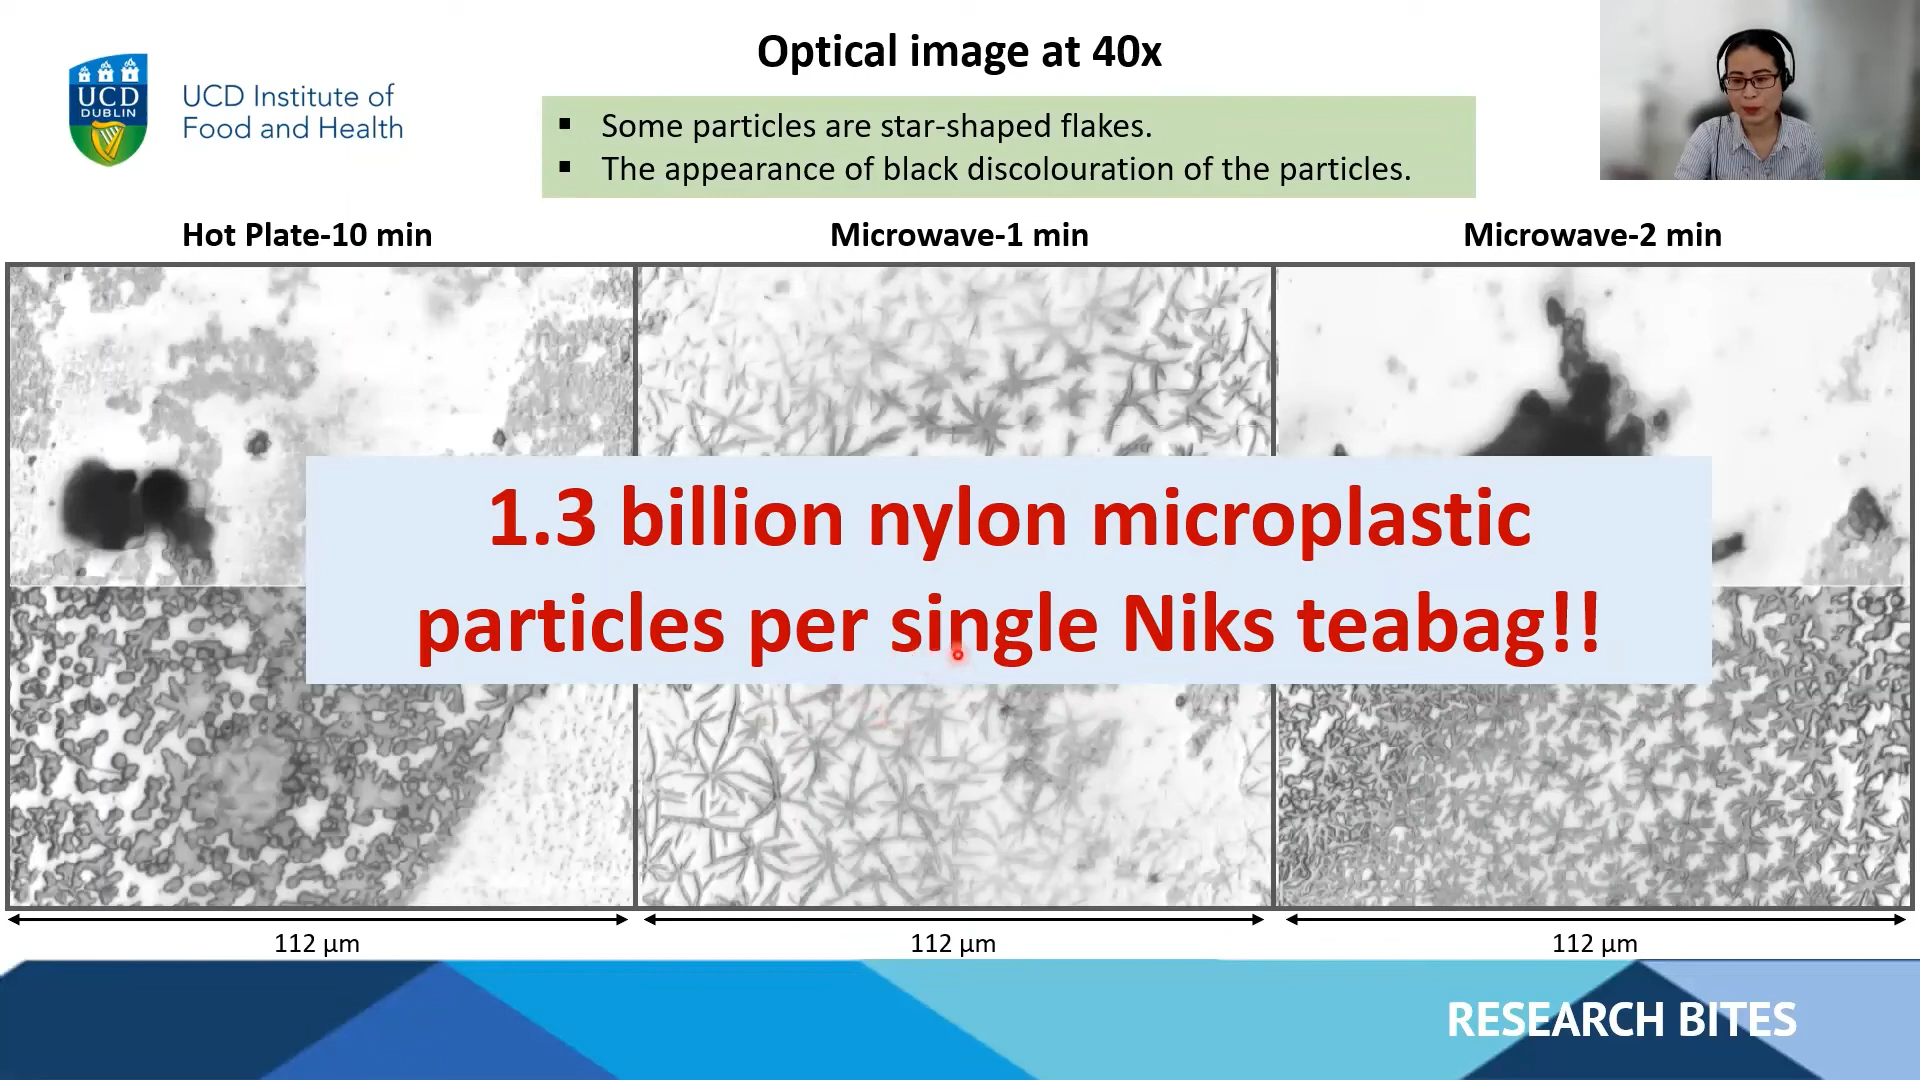 Optical image at 40x
UCD
DUBLIN
UCD Institute of
Food and Health
▪ Some particles are star-shaped flakes.
▪ The appearance of black discolouration of the particles.
Hot Plate-10 min
Microwave-1 min
Microwave-2 min
1.3 billion nylon microplastic
particles per single Niks teabag!!
112 µm
112 µm
112 µm
RESEARCH BITES